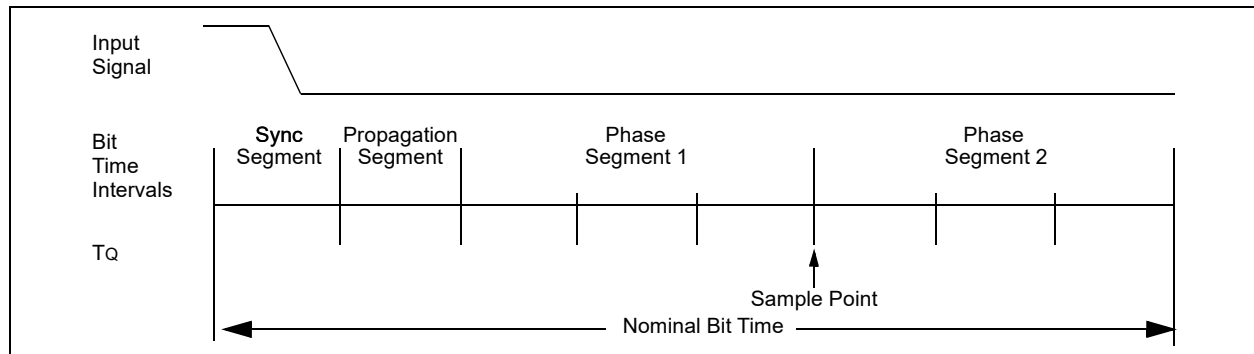 Input
Signal
Bit
Time
Intervals
Sync
Segment
Propagation
Segment
Phase
Segment 1
Phase
Segment 2
TQ
Sample Point
Nominal Bit Time